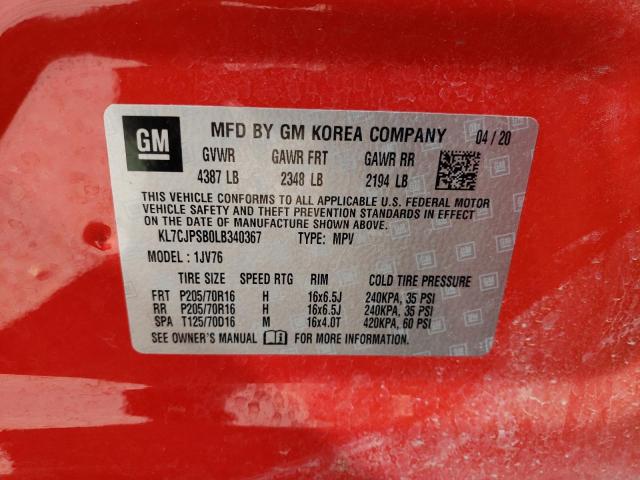 GM MFD BY GM KOREA COMPANY 04/20
GVWR GAWR FRT GAWR RR
4387 LB 2348 LB 2194 LB
THIS VEHICLE CONFORMS TO ALL APPLICABLE U.S. FEDERAL MOTOR
VEHICLE SAFETY AND THEFT PREVENTION STANDARDS IN EFFECT
ON THE DATE OF MANUFACTURE SHOWN ABOVE.
KL7CJPSB0LB340367 TYPE: MPV
MODEL : 1JV76
TIRE SIZE SPEED RTG RIM COLD TIRE PRESSURE
FRT P205/70R16 H 16x6.5J 240KPA, 35 PSI
RR P205/70R16 H 16x6.5J 240KPA, 35 PSI
SPA T125/70D16 M 16x4.0T 420KPA, 60 PSI
SEE OWNER'S MANUAL FOR MORE INFORMATION.